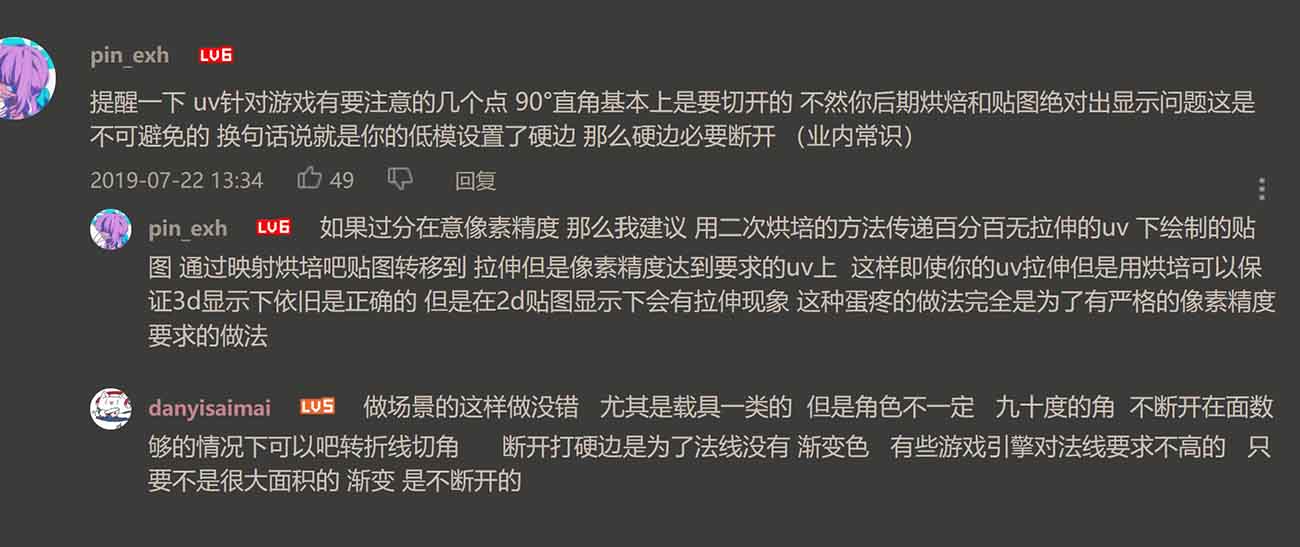 pin_exh LV6
提醒一下 uv针对游戏有要注意的几个点 90°直角基本上是要切开的 不然你后期烘焙和贴图绝对出显示问题这是
不可避免的 换句话说就是你的低模设置了硬边 那么硬边必要断开 （业内常识）
2019-07-22 13:34 49 回复
pin_exh LV6 如果过分在意像素精度 那么我建议 用二次烘培的方法传递百分百无拉伸的uv 下绘制的贴
图 通过映射烘培吧贴图转移到 拉伸但是像素精度达到要求的uv上 这样即使你的uv拉伸但是用烘培可以保
证3d显示下依旧是正确的 但是在2d贴图显示下会有拉伸现象 这种蛋疼的做法完全是为了有严格的像素精度
要求的做法
danyisaimai LV5 做场景的这样做没错 尤其是载具一类的 但是角色不一定 九十度的角 不断开在面数
够的情况下可以吧转折线切角 断开打硬边是为了法线没有 渐变色 有些游戏引擎对法线要求不高的 只
要不是很大面积的 渐变 是不断开的